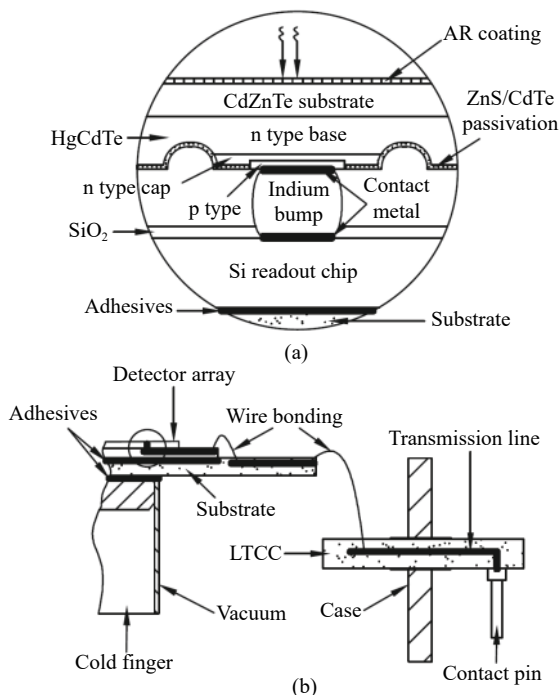 AR coating
CdZnTe substrate
ZnS/CdTe
passivation
HgCdTe
n type base
n type cap
p type
Indium
bump
Contact
metal
SiO2
Si readout chip
Adhesives
Substrate
(a)
Detector array
Adhesives
Wire bonding
Transmission line
Substrate
LTCC
Vacuum
Case
Cold finger
Contact pin
(b)